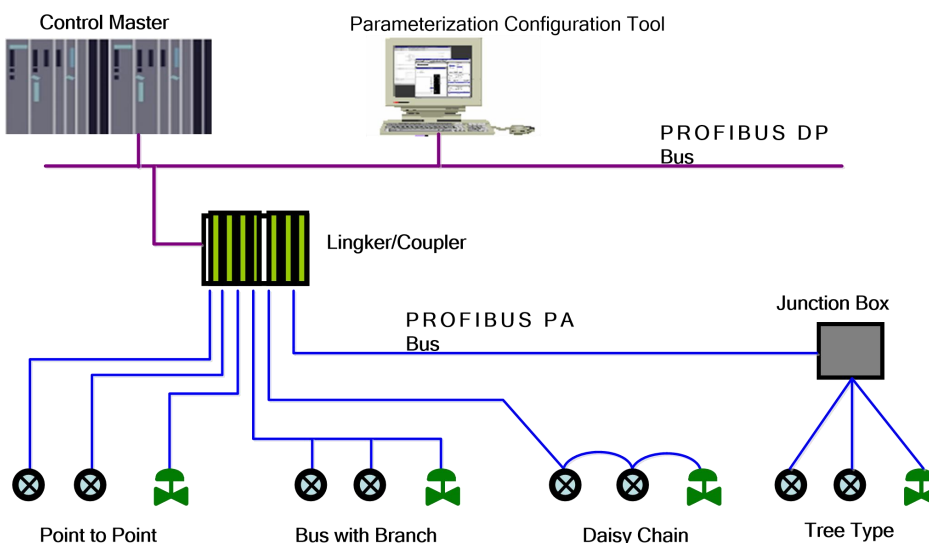 Control Master
Parameterization Configuration Tool
PROFIBUS DP
Bus
Lingker/Coupler
PROFIBUS PA
Bus
Junction Box
Point to Point
Bus with Branch
Daisy Chain
Tree Type